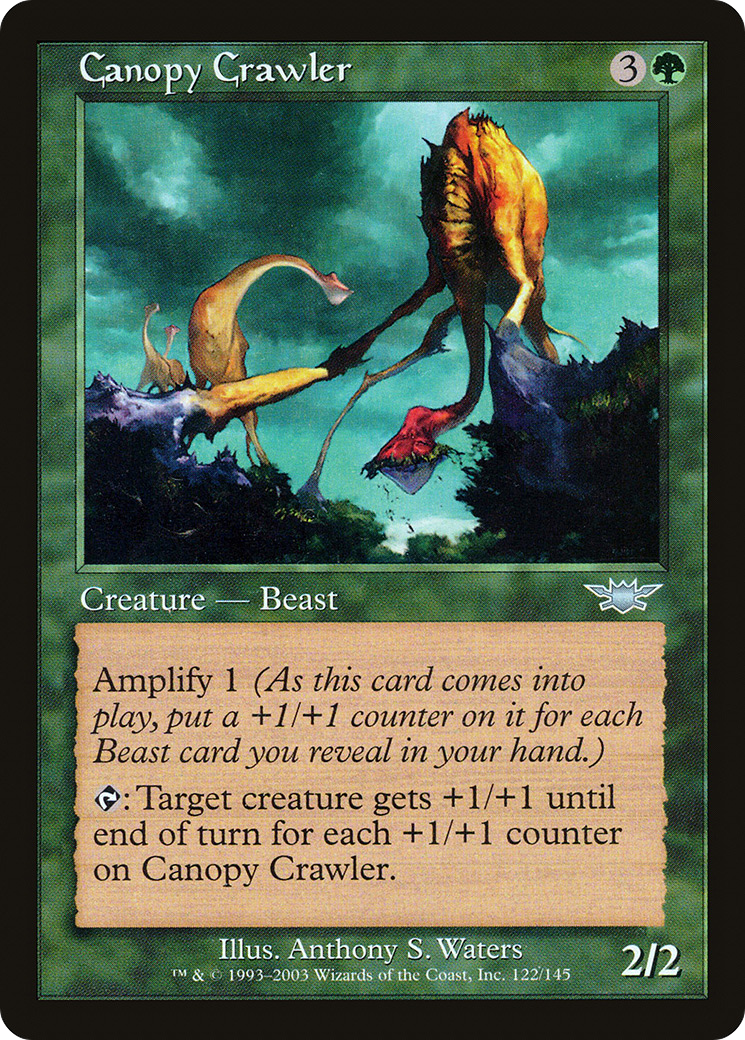 Canopy Crawler 3
Creature — Beast
Amplify 1 (As this card comes into
play, put a +1/+1 counter on it for each
Beast card you reveal in your hand.)
: Target creature gets +1/+1 until
end of turn for each +1/+1 counter
on Canopy Crawler.
Illus. Anthony S. Waters
™ & © 1993–2003 Wizards of the Coast, Inc. 122/145
2/2